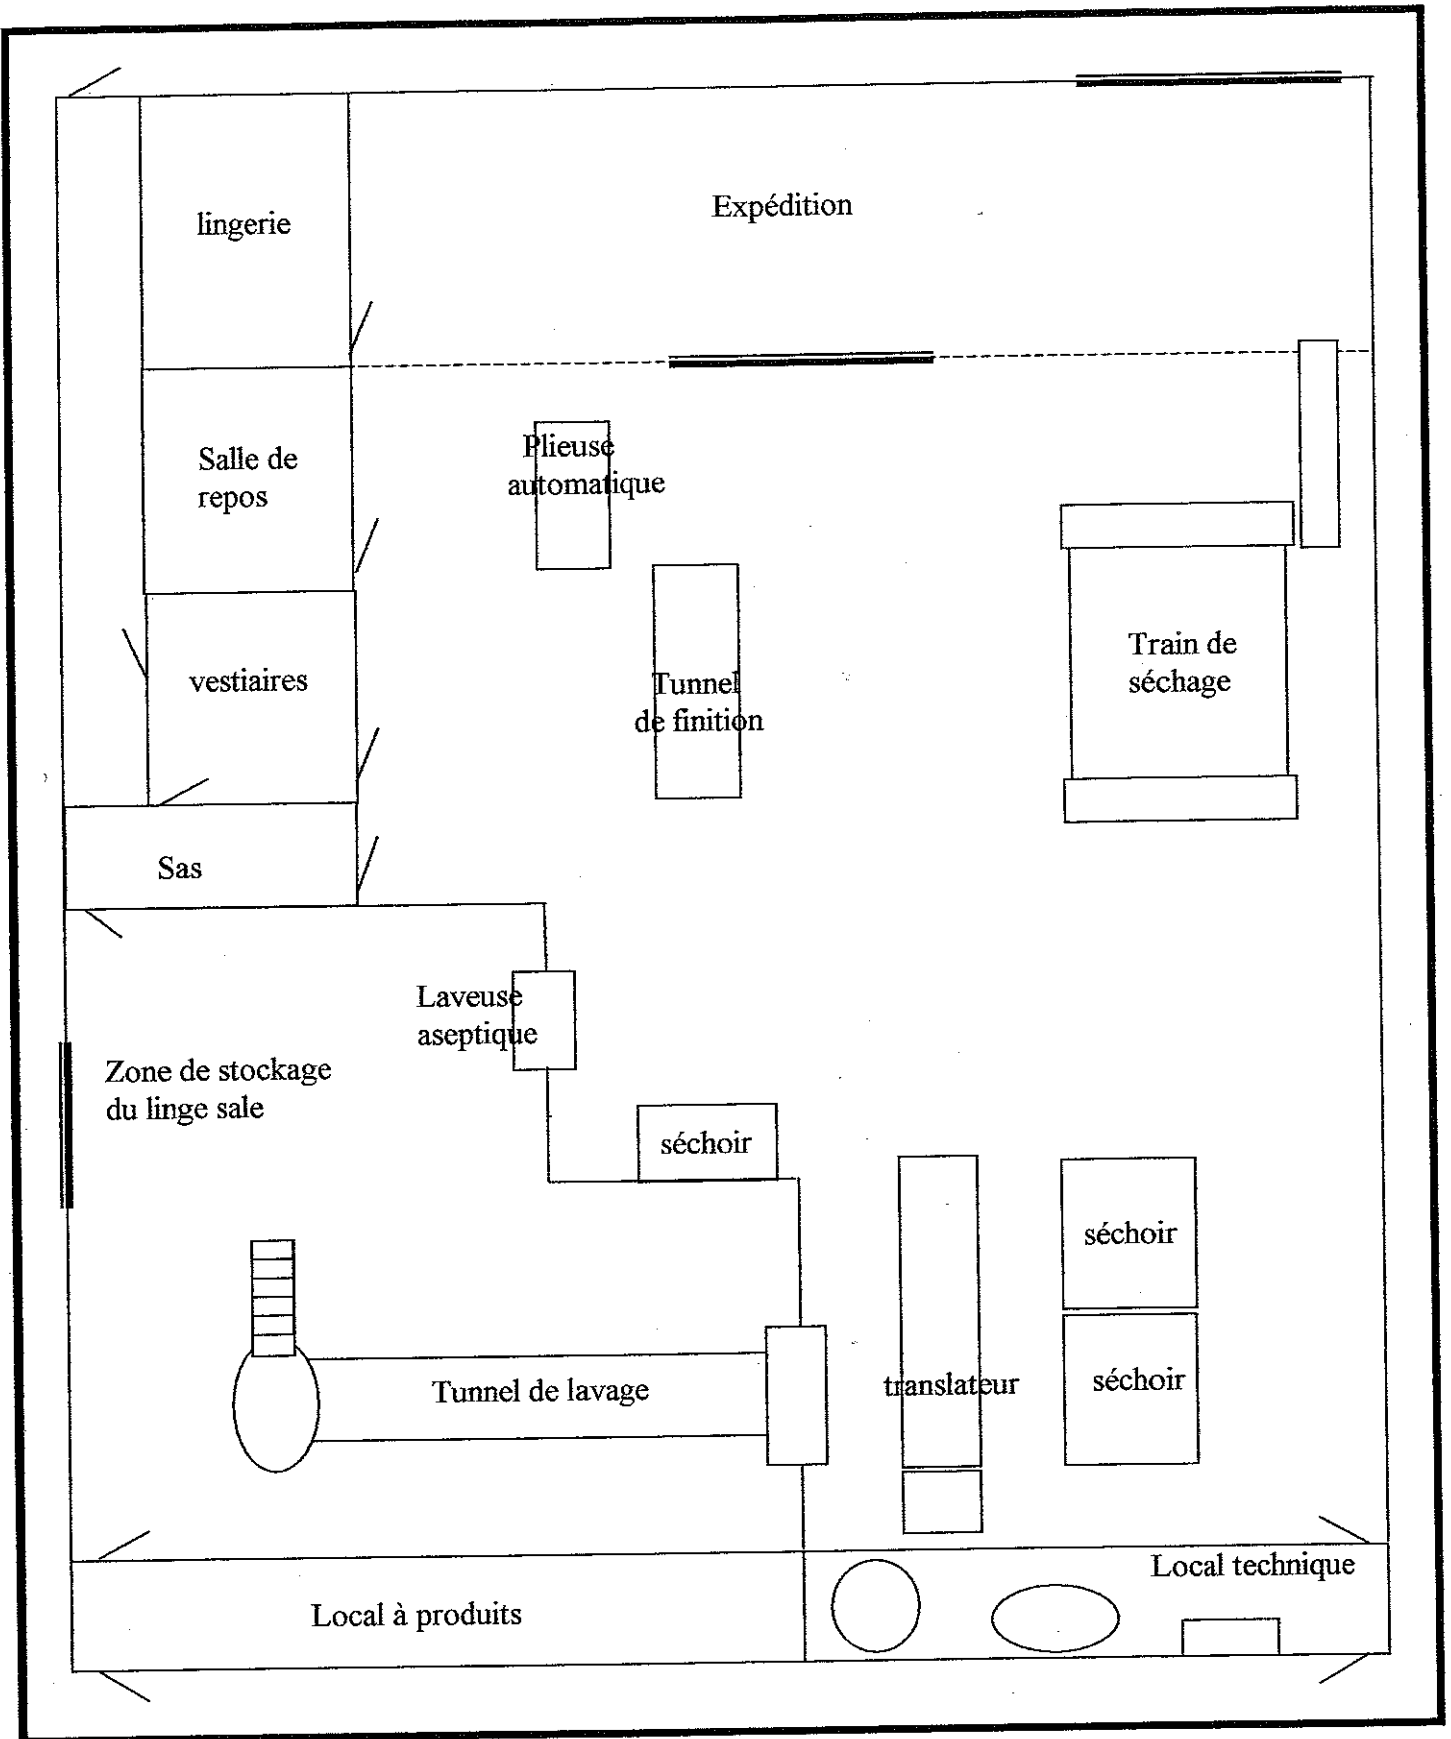 lingerie
Expédition
Salle de
repos
Plieuse
automatique
vestiaires
Tunnel
de finition
Train de
séchage
Sas
Laveuse
aseptique
Zone de stockage
du linge sale
séchoir
séchoir
séchoir
translateur
Tunnel de lavage
Local technique
Local à produits